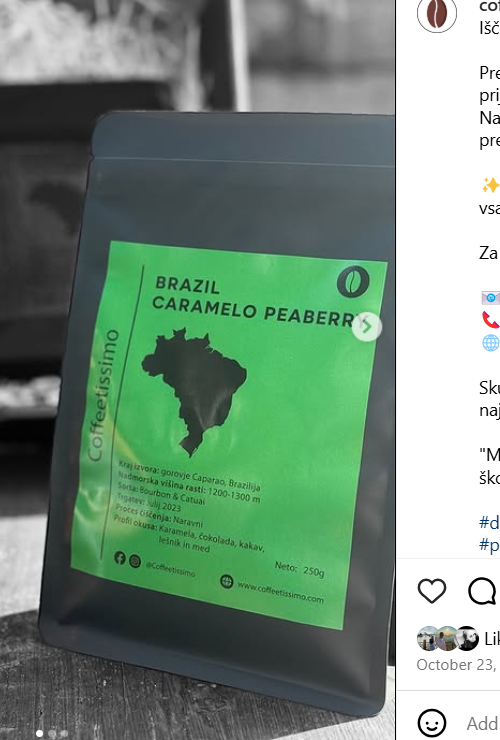 BRAZIL
CARAMELO PEABERRY
Coffeetissimo
Kraj izvora: gorovje Caparao, Brazilija
Nadmorska višina rasti: 1200-1300 m
Sorta: Bourbon & Catuai
Trgatev: Julij 2023
Proces čiščenja: Naravni
Profil okusa: Karamela, čokolada, kakav,
lešnik in med
Neto: 250g
@Coffeetissimo
www.coffeetissimo.com
cof
Išč
Pre
prij
Na
pre
vsa
Za
Sku
naj
"M
ško
#d
#p
Lik
October 23,
Add